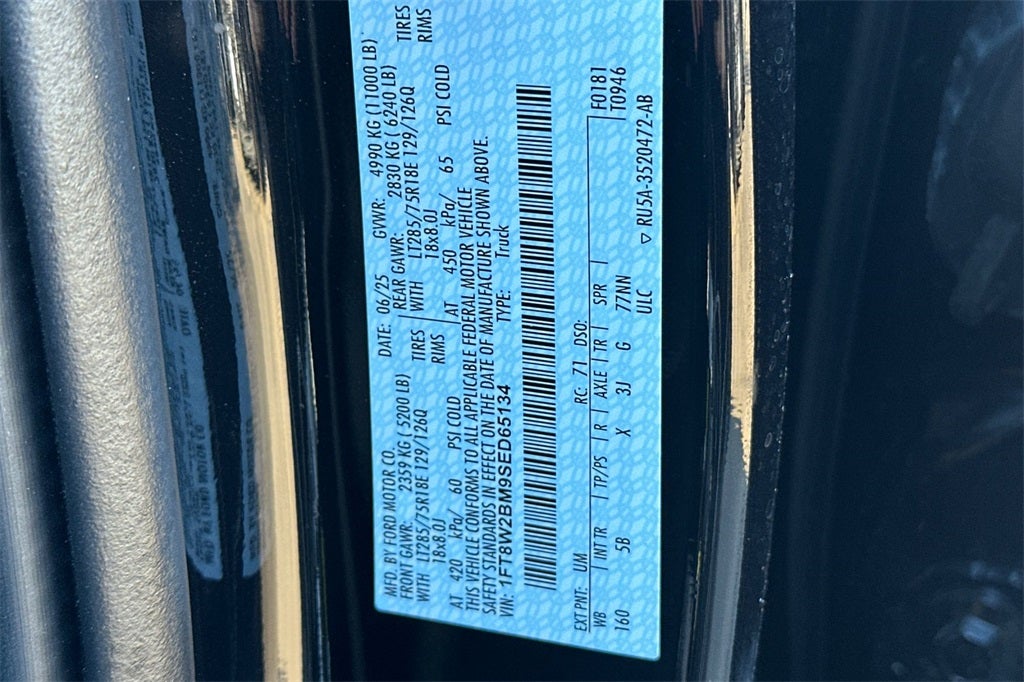 MFD. BY FORD MOTOR CO.
DATE: 06/25 GVWR: 4990 KG (11000 LB)
FRONT GAWR: 2359 KG ( 5200 LB) REAR GAWR: 2830 KG ( 6240 LB)
WITH LT285/75R18E 129/126Q TIRES WITH LT285/75R18E 129/126Q TIRES
18x8.0J RIMS 18x8.0J RIMS
AT 420 kPa/ 60 PSI COLD AT 450 kPa/ 65 PSI COLD
THIS VEHICLE CONFORMS TO ALL APPLICABLE FEDERAL MOTOR VEHICLE
SAFETY STANDARDS IN EFFECT ON THE DATE OF MANUFACTURE SHOWN ABOVE.
VIN: 1FT8W2BM9SED65134 TYPE: Truck
EXT PNT: UM RC: 71 DSO: F0181
WB | INT TR | TP/PS | R | AXLE | TR | SPR | T0946
160 5B X 3J G 77NN
ULC ▽ RU5A-3520472-AB